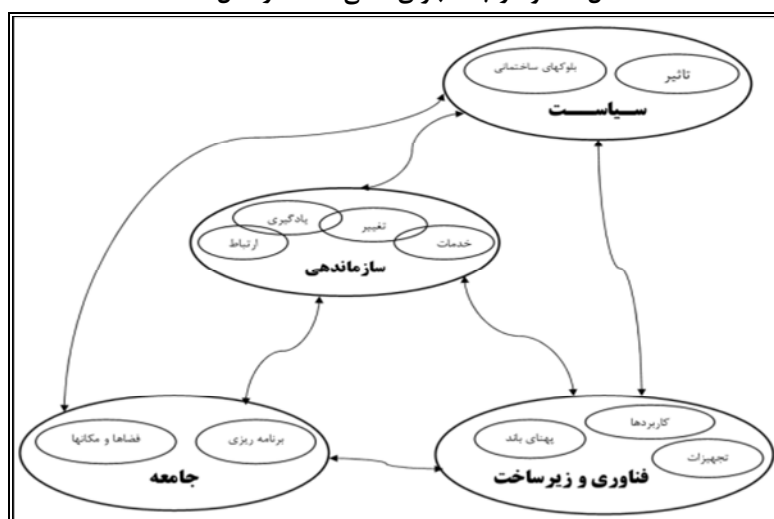 بلوکهای ساختمانی
تاثیر
سیاست
یادگیری
تغییر
ارتباط
خدمات
سازماندهی
فضاها و مکانها
برنامه ریزی
جامعه
کاربردها
پهنای باند
تجهیزات
فناوری و زیرساخت